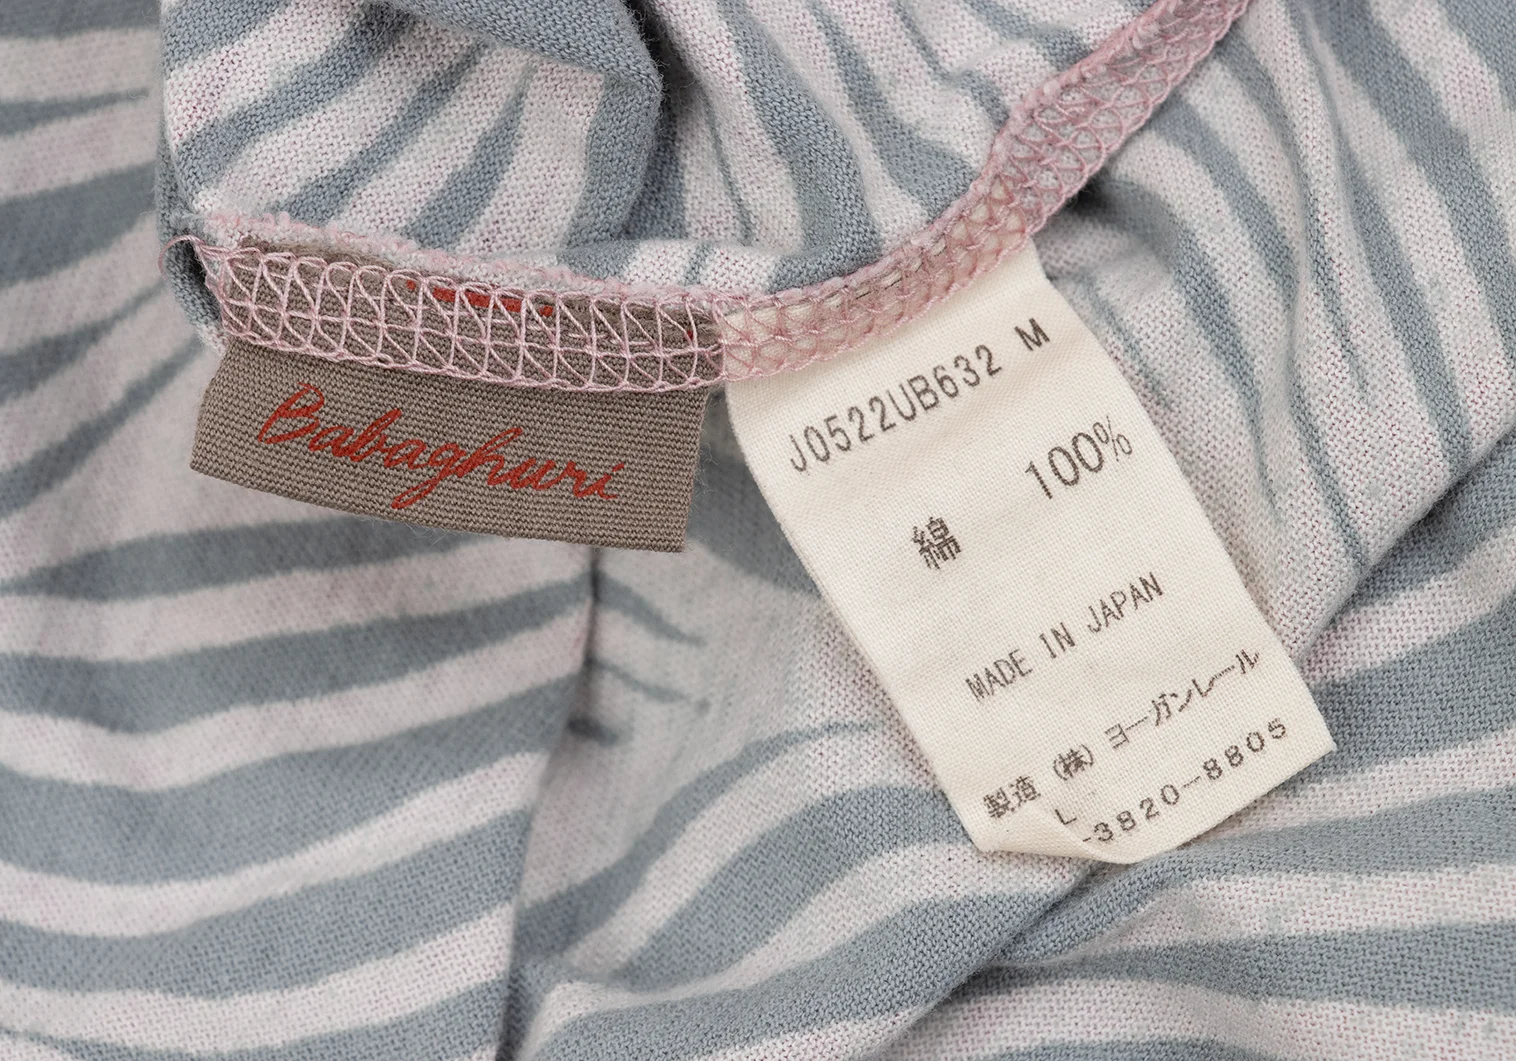 Babaghuri
J0522UB632 M
綿 100%
MADE IN JAPAN
製造 (株) ヨーガンレール
L -3820-8805